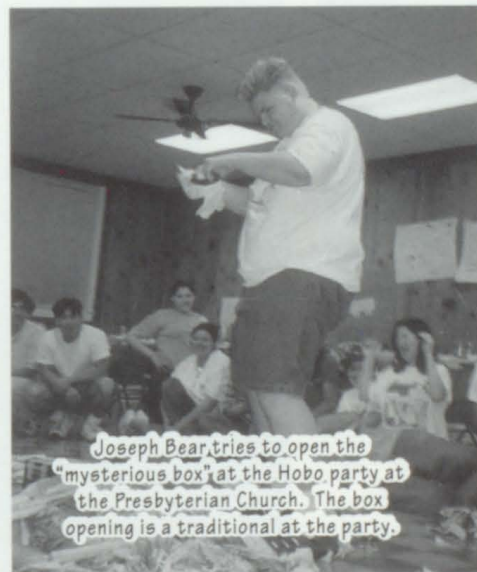 Joseph Bear tries to open the
"mysterious box" at the Hobo party at
the Presbyterian Church. The box
opening is a traditional at the party.